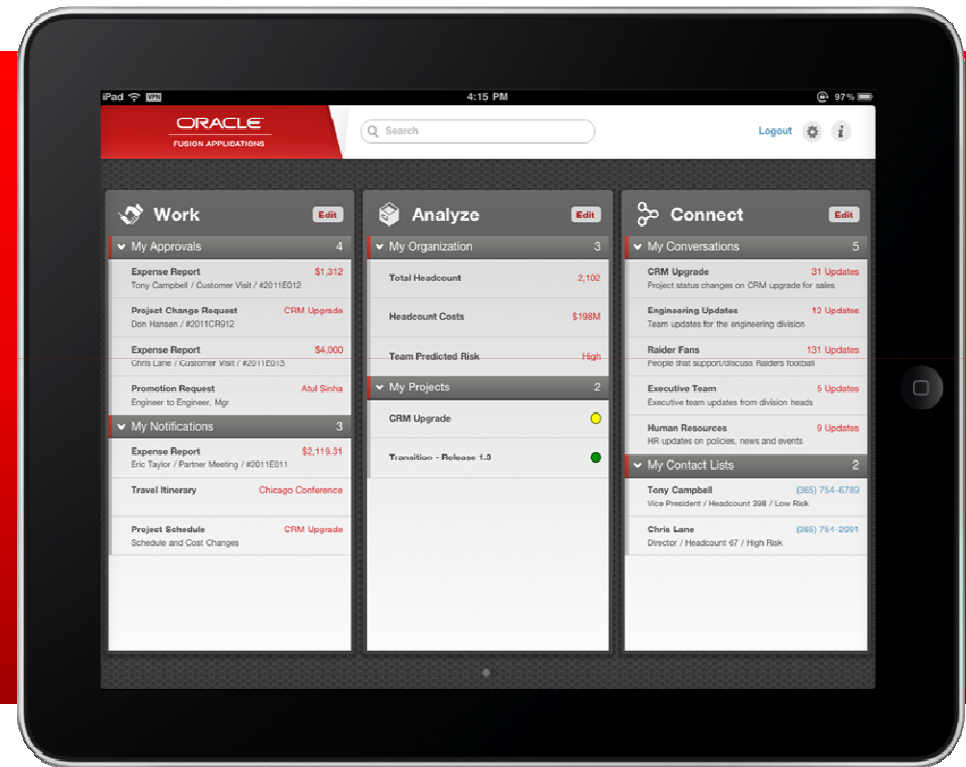 iPad VPN 4:15 PM 97%
ORACLE
FUSION APPLICATIONS
Search
Logout
i
Work Edit
My Approvals 4
Expense Report $1,312
Tony Campbell / Customer Visit / #2011E012
Project Change Request CRM Upgrade
Don Hansen / #2011CR912
Expense Report $4,000
Chris Lane / Customer Visit / #2011E013
Promotion Request Atul Sinha
Engineer to Engineer, Mgr
My Notifications 3
Expense Report $2,119.31
Eric Taylor / Partner Meeting / #2011E011
Travel Itinerary Chicago Conference
Project Schedule CRM Upgrade
Schedule and Cost Changes
Analyze Edit
My Organization 3
Total Headcount 2,102
Headcount Costs $198M
Team Predicted Risk High
My Projects 2
CRM Upgrade
Transition - Release 1.3
Connect Edit
My Conversations 5
CRM Upgrade 31 Updates
Project status changes on CRM upgrade for sales
Engineering Updates 12 Updates
Team updates for the engineering division
Raider Fans 131 Updates
People that support/discuss Raiders football
Executive Team 5 Updates
Executive team updates from division heads
Human Resources 9 Updates
HR updates on policies, news and events
My Contact Lists 2
Tony Campbell (365) 754-6789
Vice President / Headcount 398 / Low Risk
Chris Lane (365) 754-2091
Director / Headcount 67 / High Risk